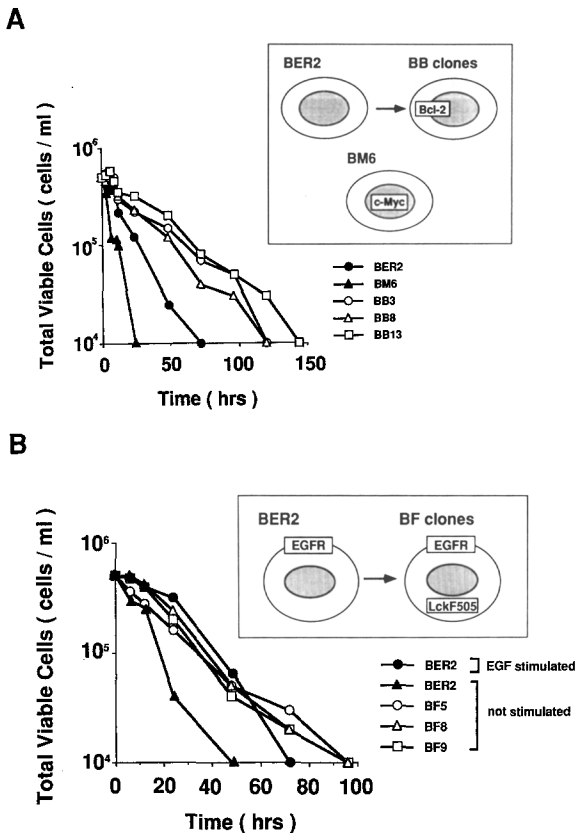 A
BER2
BB clones
Bcl-2
BM6
c-Myc
Total Viable Cells ( cells / ml )
10^6
10^5
10^4
0 50 100 150
Time ( hrs )
BER2
BM6
BB3
BB8
BB13
B
BER2
BF clones
EGFR
EGFR
LckF505
Total Viable Cells ( cells / ml )
10^6
10^5
10^4
0 20 40 60 80 100
Time ( hrs )
BER2 EGF stimulated
BER2
BF5
BF8
BF9
not stimulated